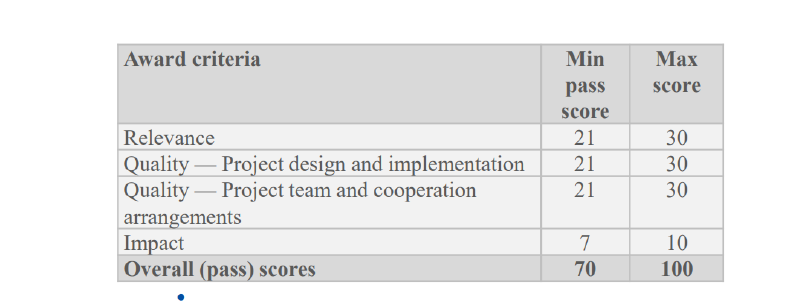 Award criteria Min pass score Max score
Relevance 21 30
Quality — Project design and implementation 21 30
Quality — Project team and cooperation arrangements 21 30
Impact 7 10
Overall (pass) scores 70 100